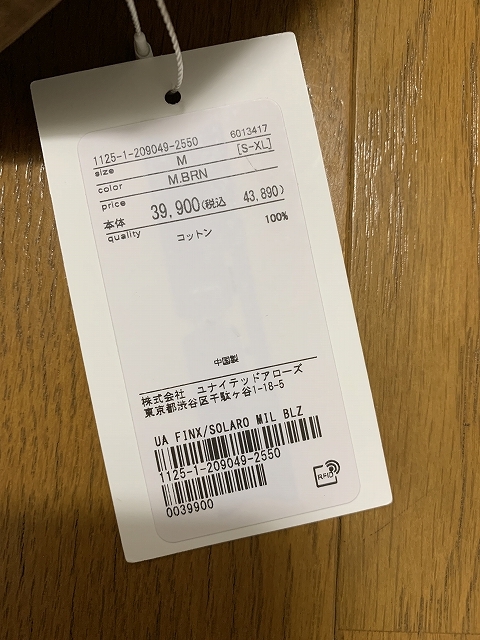 1125-1-209049-2550 6013417
size M [S-XL]
color M.BRN
price
本体 39,900(税込 43,890)
quality コットン 100%
中国製
株式会社 ユナイテッドアローズ
東京都渋谷区千駄ヶ谷1-18-5
UA FINX/SOLARO MIL BLZ
1125-1-209049-2550
0039900
RFID